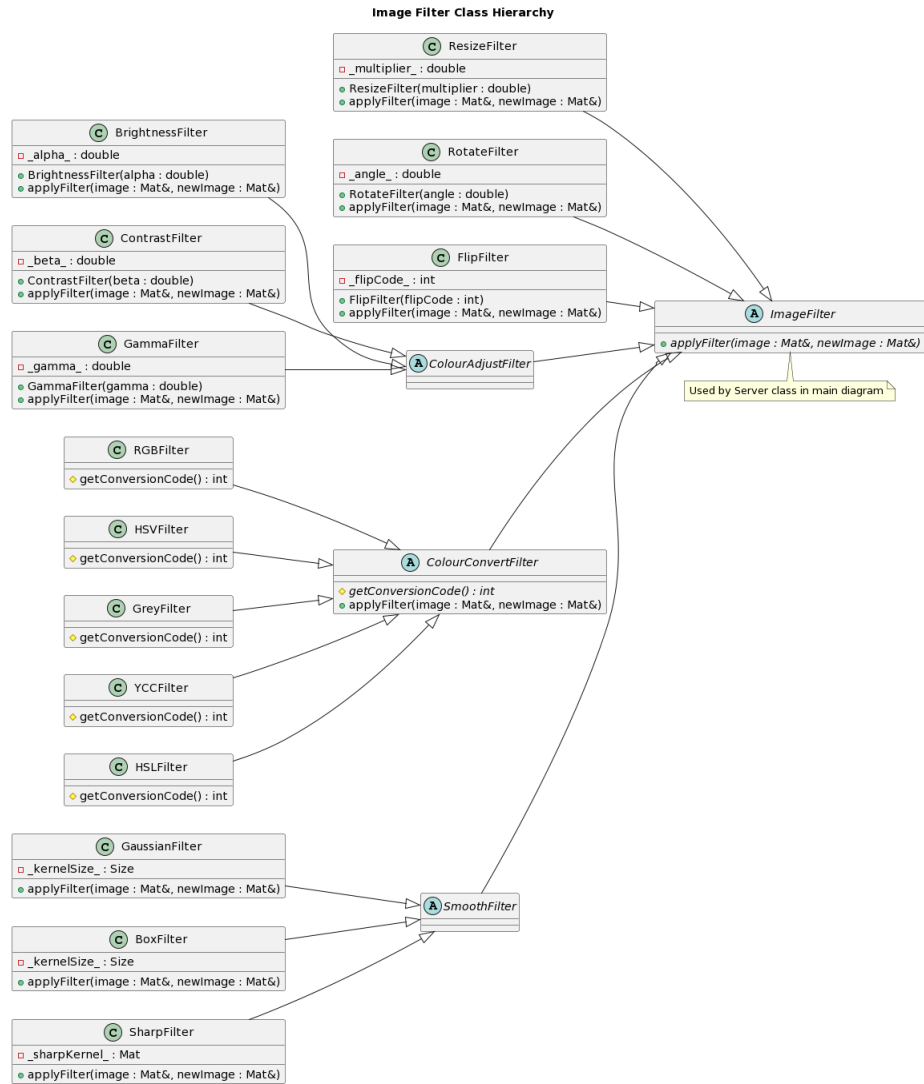 Image Filter Class Hierarchy
C ResizeFilter
_multiplier_ : double
ResizeFilter(multiplier : double)
applyFilter(image : Mat&, newImage : Mat&)
C BrightnessFilter
_alpha_ : double
BrightnessFilter(alpha : double)
applyFilter(image : Mat&, newImage : Mat&)
C RotateFilter
_angle_ : double
RotateFilter(angle : double)
applyFilter(image : Mat&, newImage : Mat&)
C ContrastFilter
_beta_ : double
ContrastFilter(beta : double)
applyFilter(image : Mat&, newImage : Mat&)
C FlipFilter
_flipCode_ : int
FlipFilter(flipCode : int)
applyFilter(image : Mat&, newImage : Mat&)
A ImageFilter
applyFilter(image : Mat&, newImage : Mat&)
Used by Server class in main diagram
C GammaFilter
_gamma_ : double
GammaFilter(gamma : double)
applyFilter(image : Mat&, newImage : Mat&)
A ColourAdjustFilter
C RGBFilter
getConversionCode() : int
C HSVFilter
getConversionCode() : int
A ColourConvertFilter
getConversionCode() : int
applyFilter(image : Mat&, newImage : Mat&)
C GreyFilter
getConversionCode() : int
C YCCFilter
getConversionCode() : int
C HSLFilter
getConversionCode() : int
C GaussianFilter
_kernelSize_ : Size
applyFilter(image : Mat&, newImage : Mat&)
A SmoothFilter
C BoxFilter
_kernelSize_ : Size
applyFilter(image : Mat&, newImage : Mat&)
C SharpFilter
_sharpKernel_ : Mat
applyFilter(image : Mat&, newImage : Mat&)